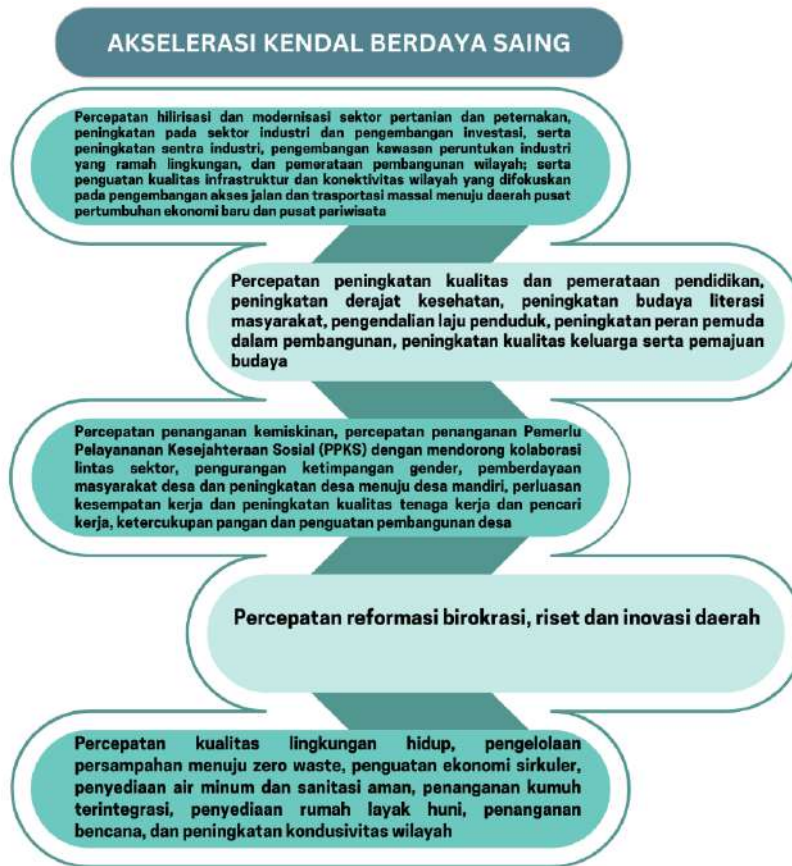 AKSELERASI KENDAL BERDAYA SAING
Percepatan hilirisasi dan modernisasi sektor pertanian dan peternakan,
peningkatan pada sektor industri dan pengembangan investasi, serta
peningkatan sentra industri, pengembangan kawasan peruntukan industri
yang ramah lingkungan, dan pemerataan pembangunan wilayah; serta
penguatan kualitas infrastruktur dan konektivitas wilayah yang difokuskan
pada pengembangan akses jalan dan trasportasi massal menuju daerah pusat
pertumbuhan ekonomi baru dan pusat pariwisata
Percepatan peningkatan kualitas dan pemerataan pendidikan,
peningkatan derajat kesehatan, peningkatan budaya literasi
masyarakat, pengendalian laju penduduk, peningkatan peran pemuda
dalam pembangunan, peningkatan kualitas keluarga serta pemajuan
budaya
Percepatan penanganan kemiskinan, percepatan penanganan Pemerlu
Pelayananan Kesejahteraan Sosial (PPKS) dengan mendorong kolaborasi
lintas sektor, pengurangan ketimpangan gender, pemberdayaan
masyarakat desa dan peningkatan desa menuju desa mandiri, perluasan
kesempatan kerja dan peningkatan kualitas tenaga kerja dan pencari
kerja, ketercukupan pangan dan penguatan pembangunan desa
Percepatan reformasi birokrasi, riset dan inovasi daerah
Percepatan kualitas lingkungan hidup, pengelolaan
persampahan menuju zero waste, penguatan ekonomi sirkuler,
penyediaan air minum dan sanitasi aman, penanganan kumuh
terintegrasi, penyediaan rumah layak huni, penanganan
bencana, dan peningkatan kondusivitas wilayah